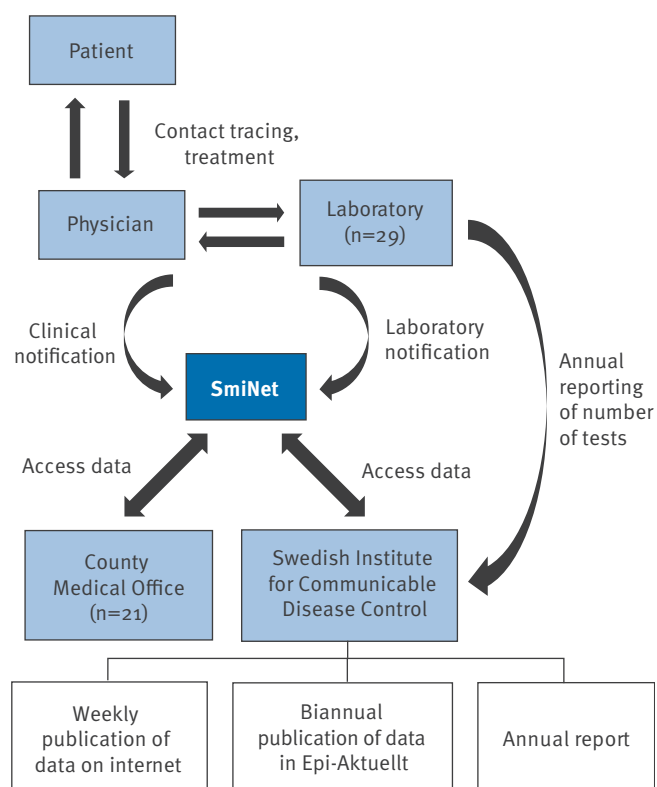 Patient
Contact tracing,
treatment
Physician
Laboratory
(n=29)
Clinical
notification
Laboratory
notification
Annual
reporting
of number
of tests
SmiNet
Access data
Access data
County
Medical Office
(n=21)
Swedish Institute
for Communicable
Disease Control
Weekly
publication of
data on internet
Biannual
publication of data
in Epi-Aktuellt
Annual report